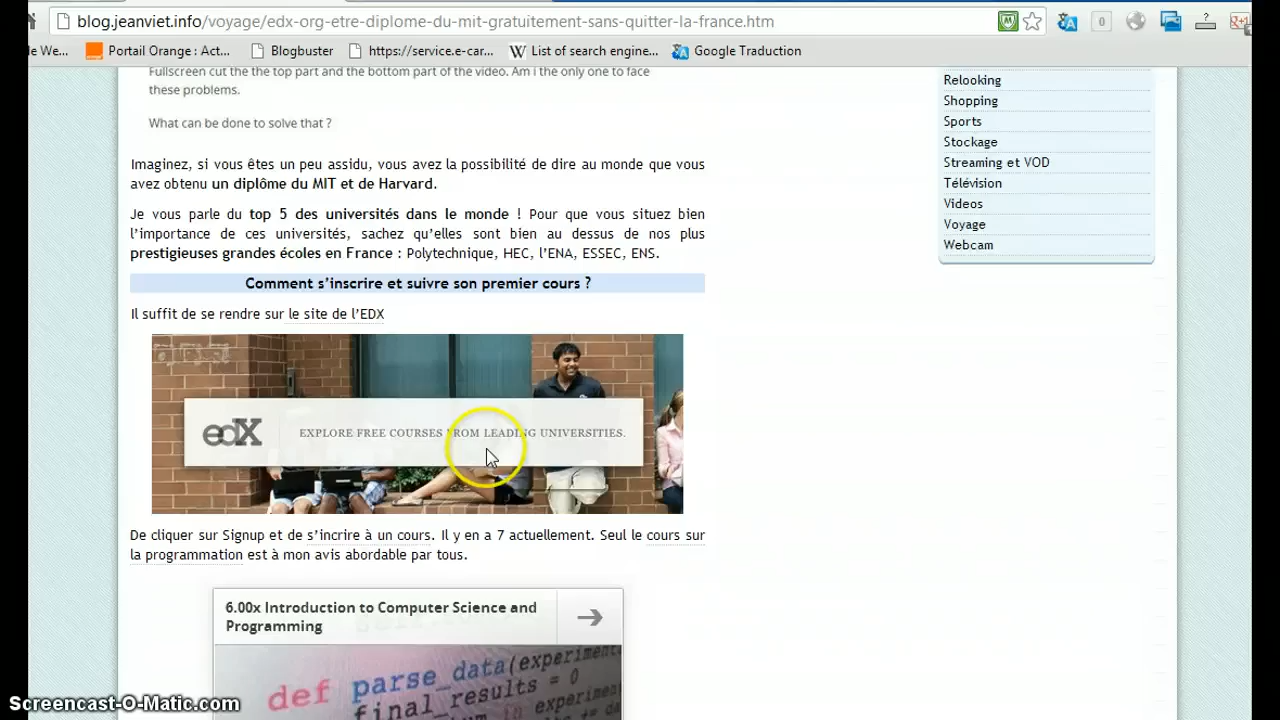 blog.jeanviet.info/voyage/edx-org-etre-diplome-du-mit-gratuitement-sans-quitter-la-france.htm
de We... Portail Orange : Act... Blogbuster https://service.e-car... List of search engine... Google Traduction
Fullscreen cut the the top part and the bottom part of the video. Am i the only one to face
these problems.
What can be done to solve that ?
Imaginez, si vous êtes un peu assidu, vous avez la possibilité de dire au monde que vous
avez obtenu un diplôme du MIT et de Harvard.
Je vous parle du top 5 des universités dans le monde ! Pour que vous situez bien
l'importance de ces universités, sachez qu'elles sont bien au dessus de nos plus
prestigieuses grandes écoles en France : Polytechnique, HEC, l'ENA, ESSEC, ENS.
Comment s'inscrire et suivre son premier cours ?
Il suffit de se rendre sur le site de l'EDX
edX EXPLORE FREE COURSES FROM LEADING UNIVERSITIES.
De cliquer sur Signup et de s'incrire à un cours. Il y en a 7 actuellement. Seul le cours sur
la programmation est à mon avis abordable par tous.
6.00x Introduction to Computer Science and
Programming
def parse_data(experiment
final_results = 0
Relooking
Shopping
Sports
Stockage
Streaming et VOD
Télévision
Videos
Voyage
Webcam
Screencast-O-Matic.com